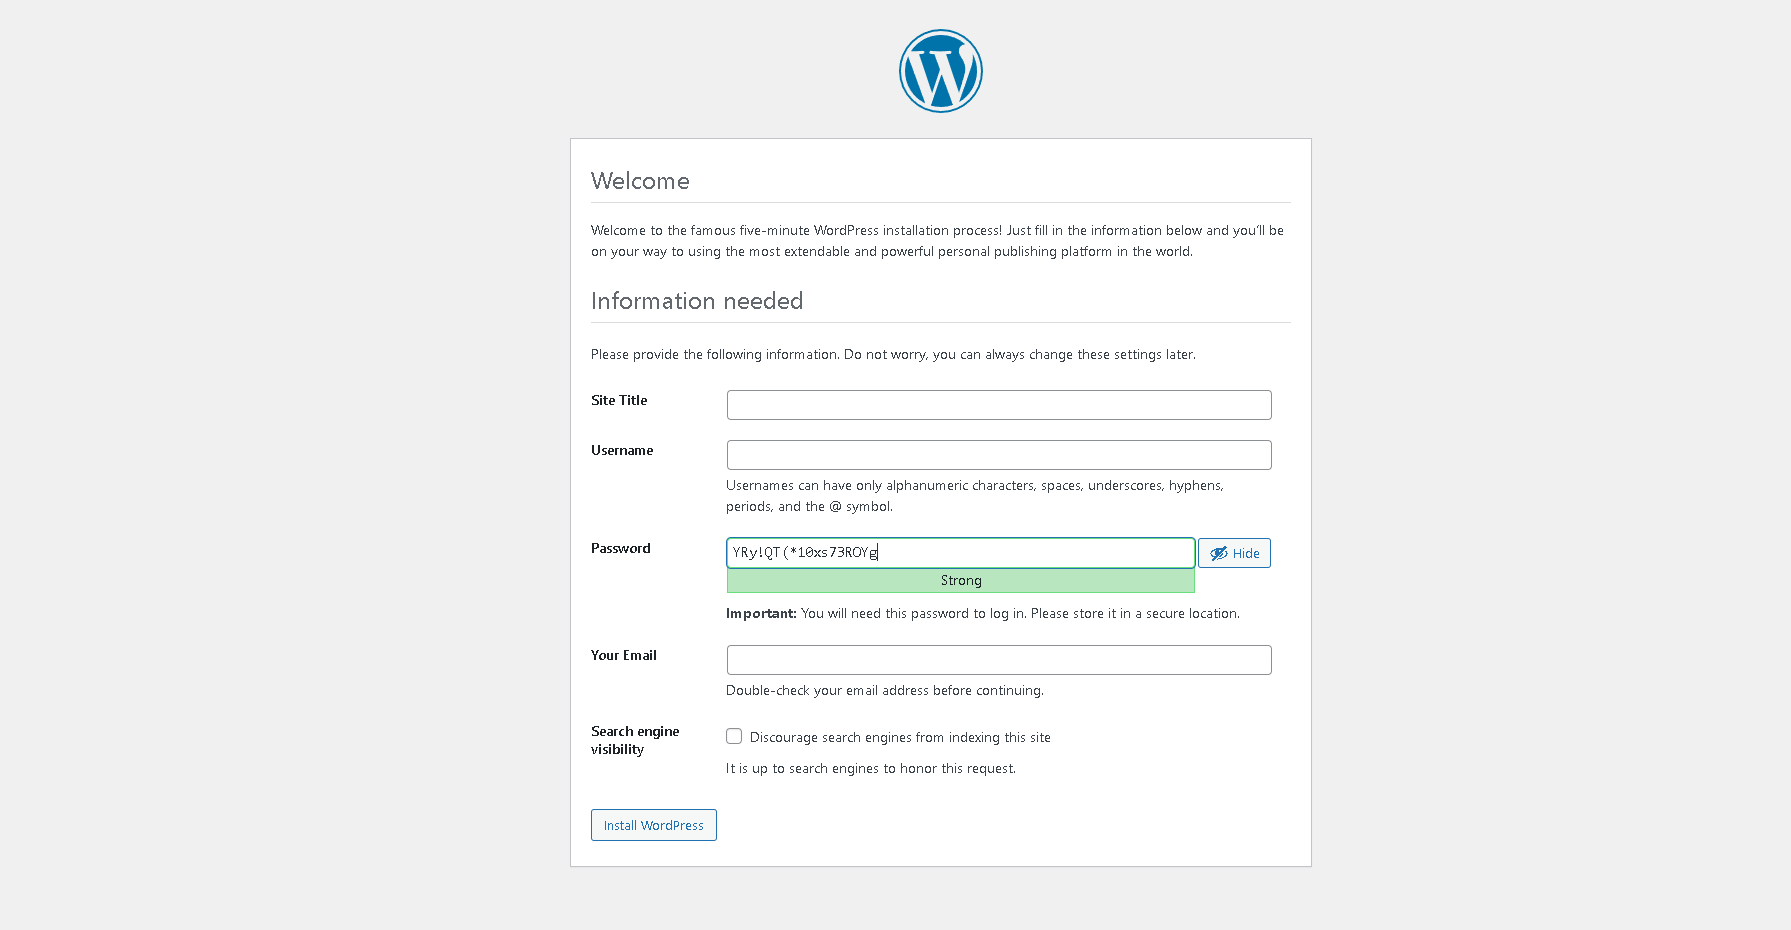 Welcome
Welcome to the famous five-minute WordPress installation process! Just fill in the information below and you'll be
on your way to using the most extendable and powerful personal publishing platform in the world.
Information needed
Please provide the following information. Do not worry, you can always change these settings later.
Site Title
Username
Usernames can have only alphanumeric characters, spaces, underscores, hyphens,
periods, and the @ symbol.
Password
YRy!QT(*10xs73ROYg
Hide
Strong
Important: You will need this password to log in. Please store it in a secure location.
Your Email
Double-check your email address before continuing.
Search engine
visibility
Discourage search engines from indexing this site
It is up to search engines to honor this request.
Install WordPress